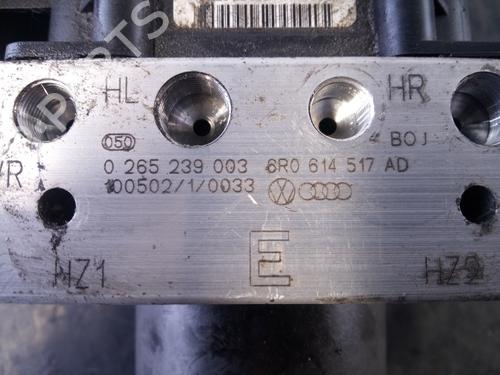 HL HR
050 BOJ
0 265 239 003 6R0 614 517 AD
VR 100502/1/0033
HZ1 E HZ2